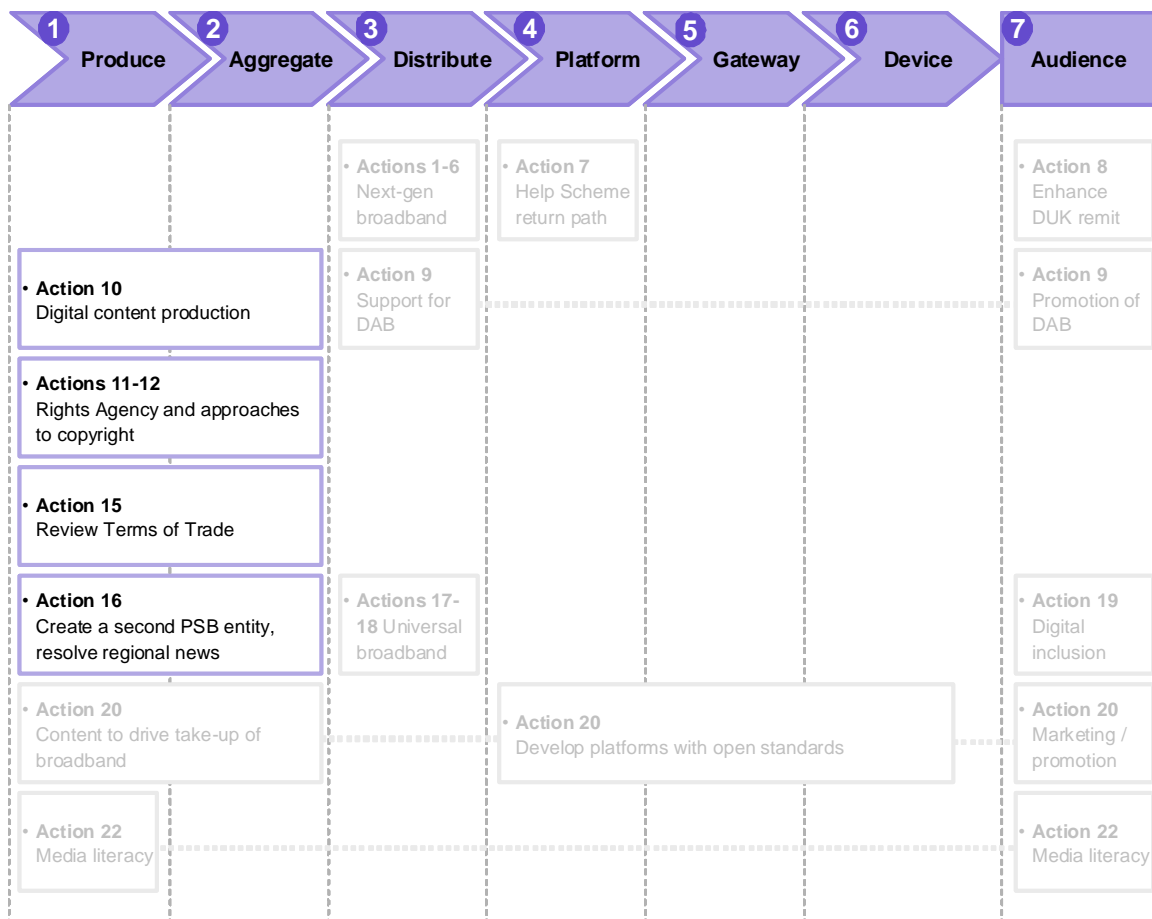 1
Produce
2
Aggregate
3
Distribute
4
Platform
5
Gateway
6
Device
7
Audience
• Actions 1-6
Next-gen
broadband
• Action 7
Help Scheme
return path
• Action 8
Enhance
DUK remit
• Action 10
Digital content production
• Action 9
Support for
DAB
• Action 9
Promotion of
DAB
• Actions 11-12
Rights Agency and approaches
to copyright
• Action 15
Review Terms of Trade
• Action 16
Create a second PSB entity,
resolve regional news
• Actions 17-
18 Universal
broadband
• Action 19
Digital
inclusion
• Action 20
Content to drive take-up of
broadband
• Action 20
Develop platforms with open standards
• Action 20
Marketing /
promotion
• Action 22
Media literacy
• Action 22
Media literacy